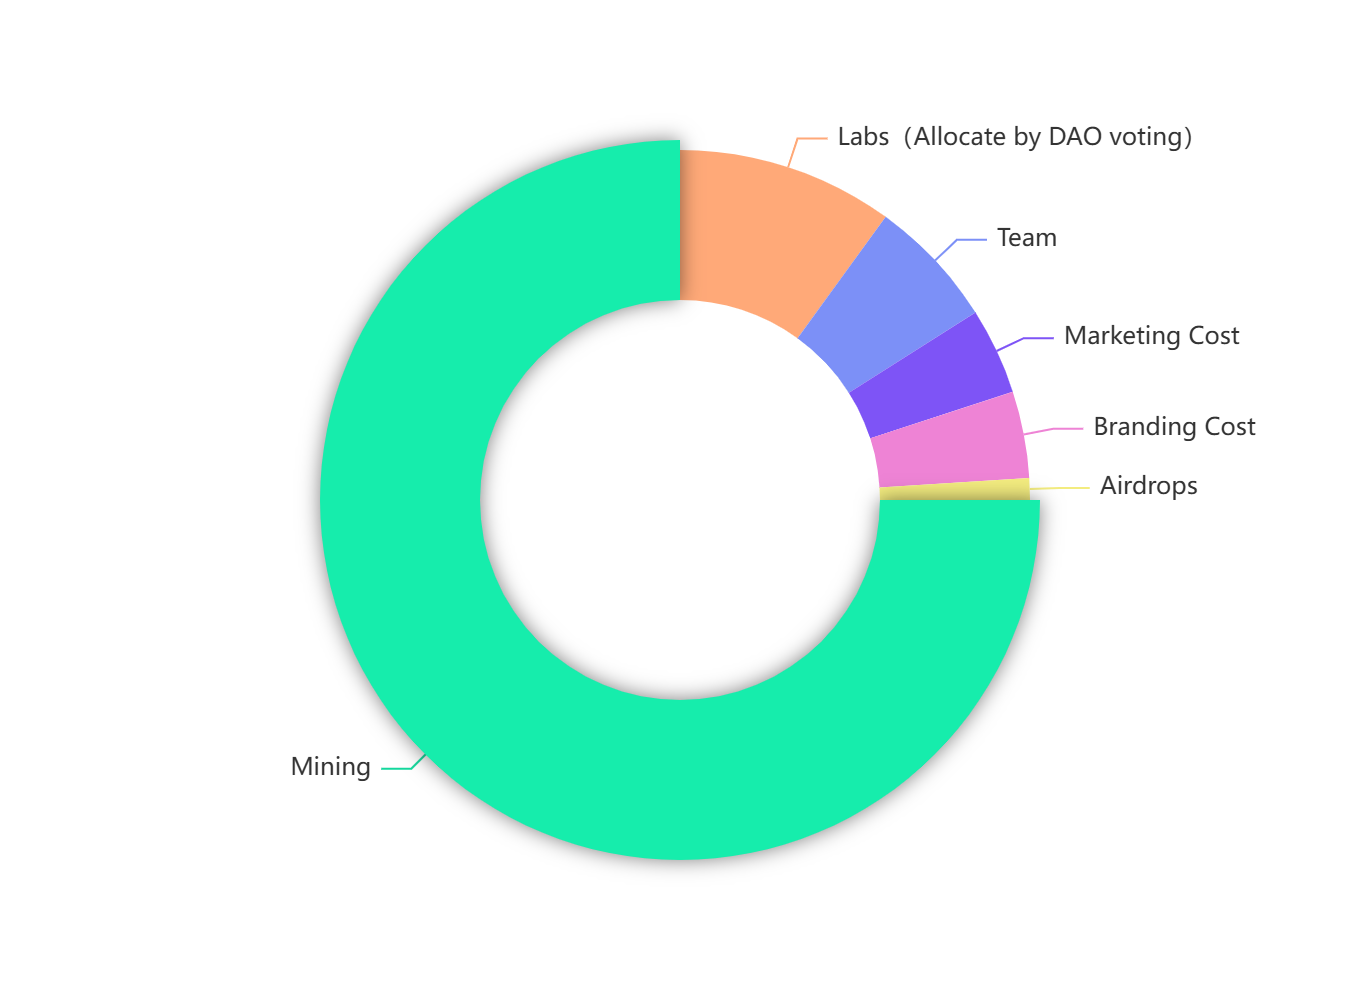 Labs（Allocate by DAO voting）
Team
Marketing Cost
Branding Cost
Airdrops
Mining